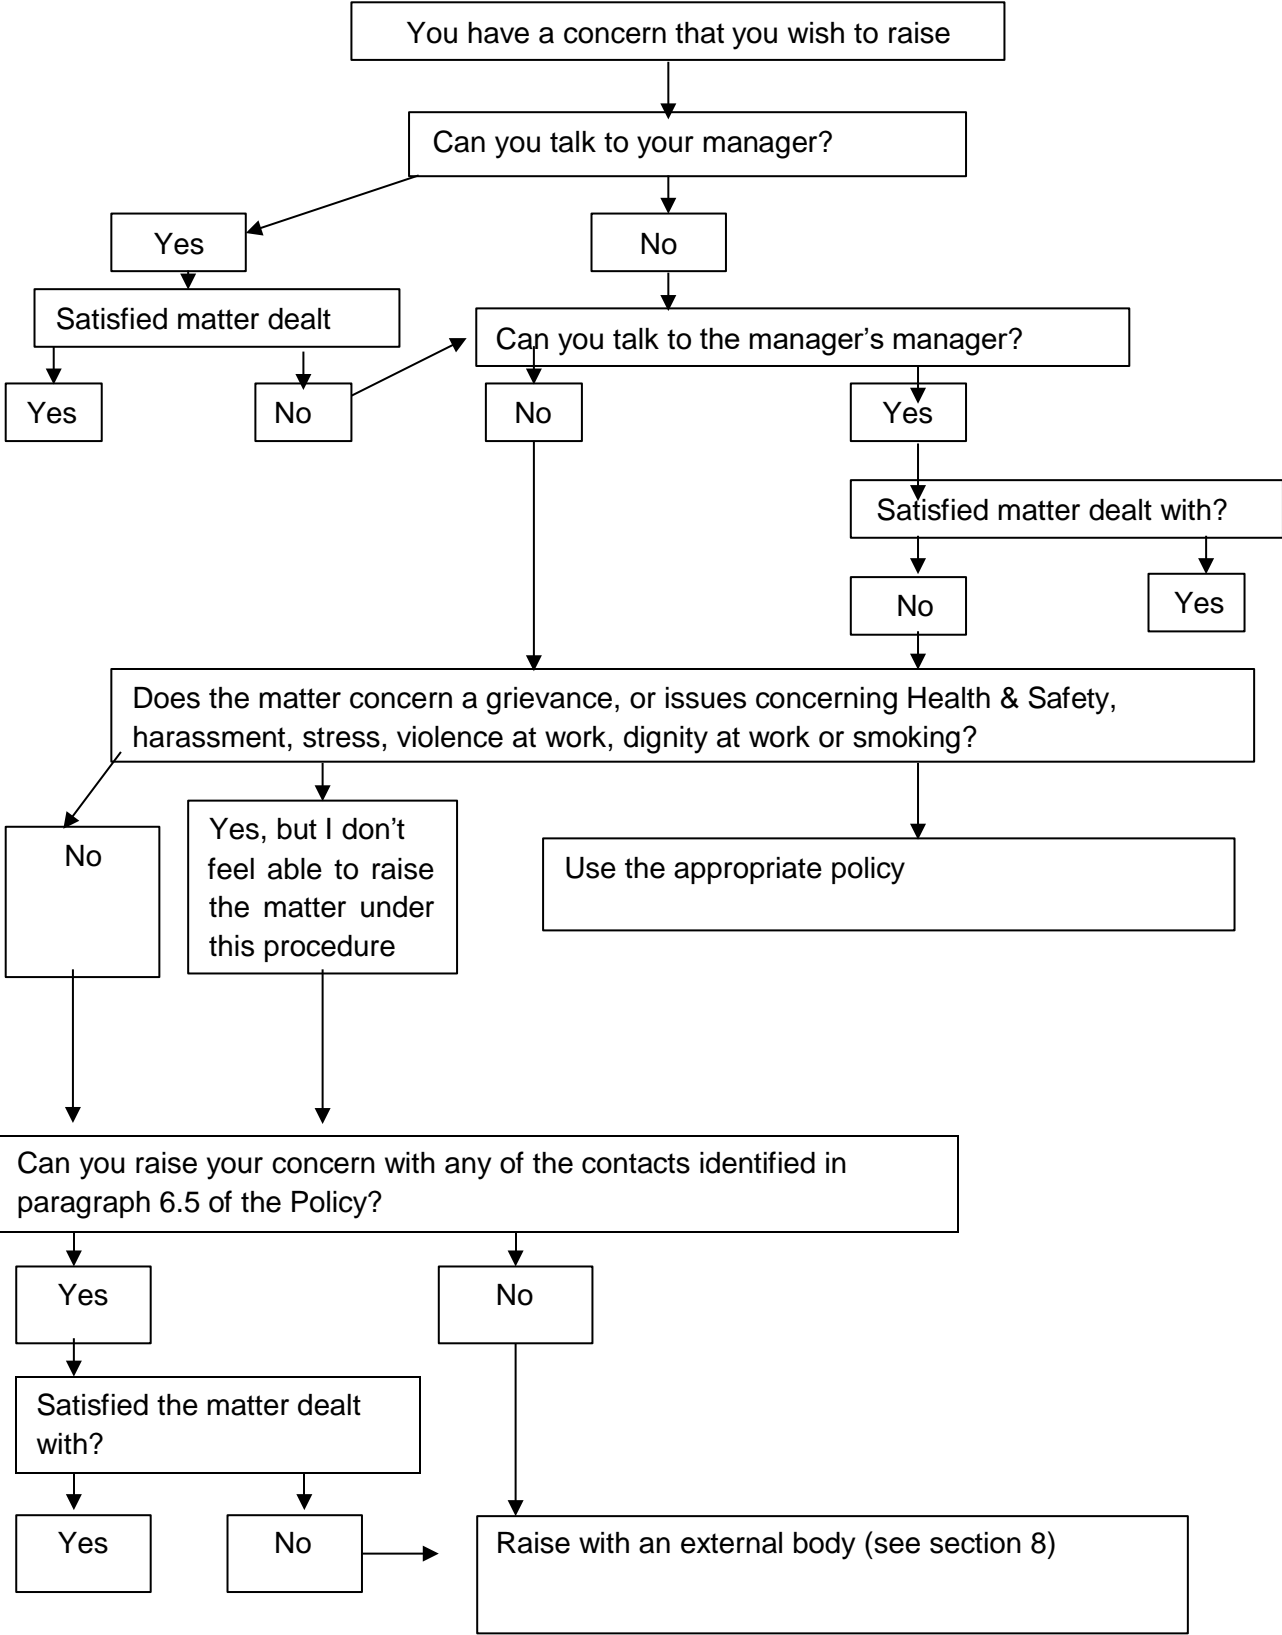 You have a concern that you wish to raise
Can you talk to your manager?
Yes
No
Satisfied matter dealt
Can you talk to the manager’s manager?
Yes
No
No
Yes
Satisfied matter dealt with?
No
Yes
Does the matter concern a grievance, or issues concerning Health & Safety,
harassment, stress, violence at work, dignity at work or smoking?
No
Yes, but I don’t
feel able to raise
the matter under
this procedure
Use the appropriate policy
Can you raise your concern with any of the contacts identified in
paragraph 6.5 of the Policy?
Yes
No
Satisfied the matter dealt
with?
Yes
No
Raise with an external body (see section 8)